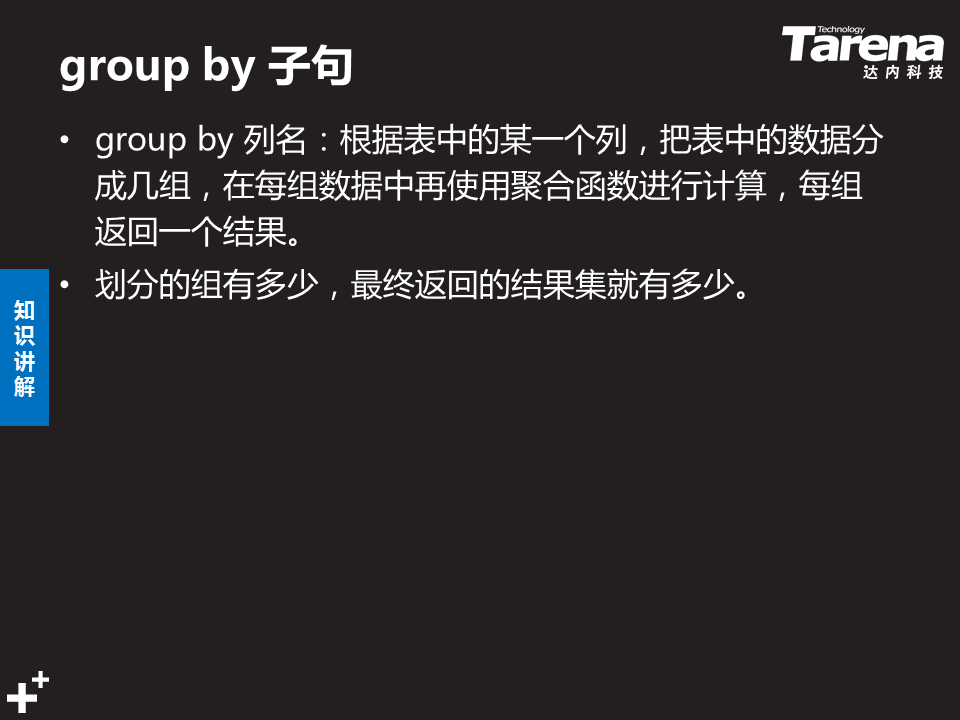 group by 子句
Technology
Tarena
达内科技
• group by 列名：根据表中的某一个列，把表中的数据分
成几组，在每组数据中再使用聚合函数进行计算，每组
返回一个结果。
• 划分的组有多少，最终返回的结果集就有多少。
知
识
讲
解